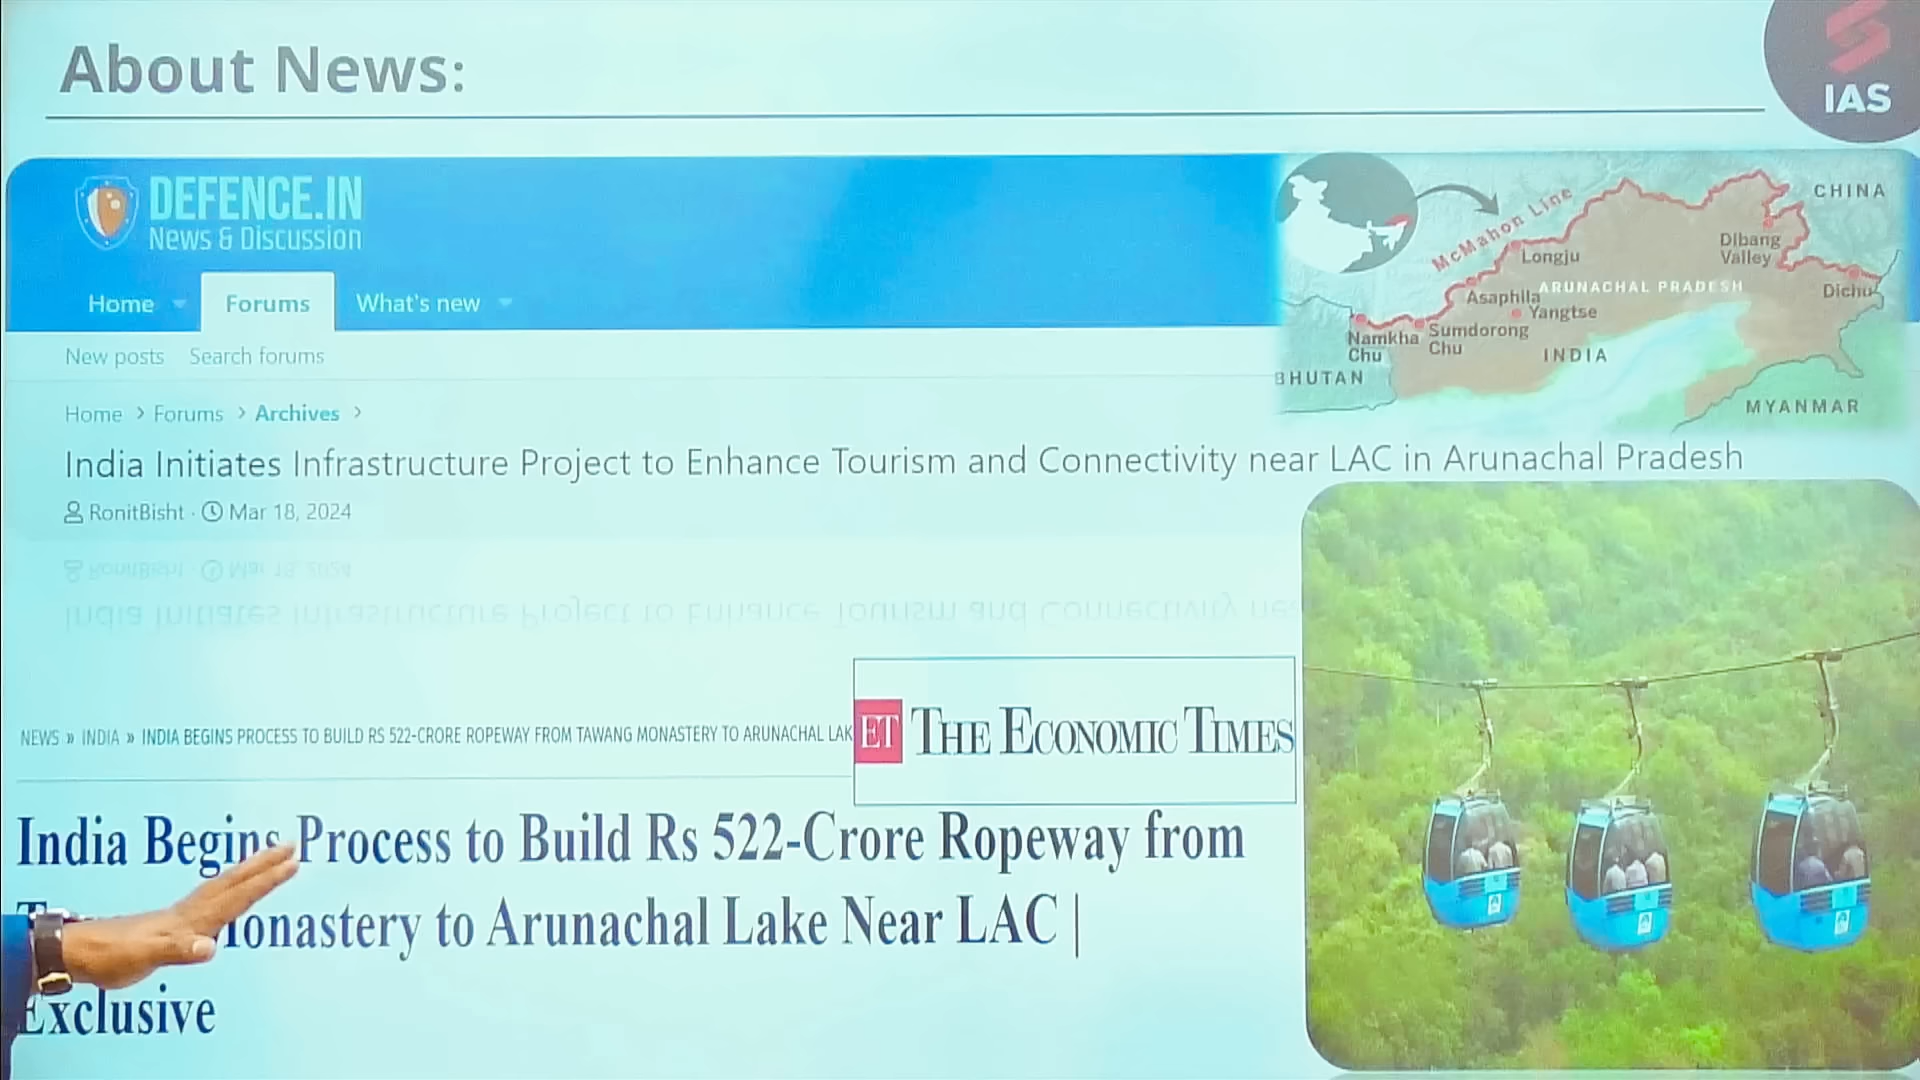 About News:
IAS
DEFENCE.IN
News & Discussion
Home
Forums
What's new
New posts
Search forums
Home > Forums > Archives >
India Initiates Infrastructure Project to Enhance Tourism and Connectivity near LAC in Arunachal Pradesh
RonitBisht · Mar 18, 2024
McMahon Line
CHINA
Longju
Dibang
Valley
Asaphila
ARUNACHAL PRADESH
Dichu
Yangtse
Namkha
Chu
Sumdorong
Chu
INDIA
BHUTAN
MYANMAR
NEWS » INDIA » INDIA BEGINS PROCESS TO BUILD RS 522-CRORE ROPEWAY FROM TAWANG MONASTERY TO ARUNACHAL LAK
ET THE ECONOMIC TIMES
India Begins Process to Build Rs 522-Crore Ropeway from
Monastery to Arunachal Lake Near LAC |
Exclusive